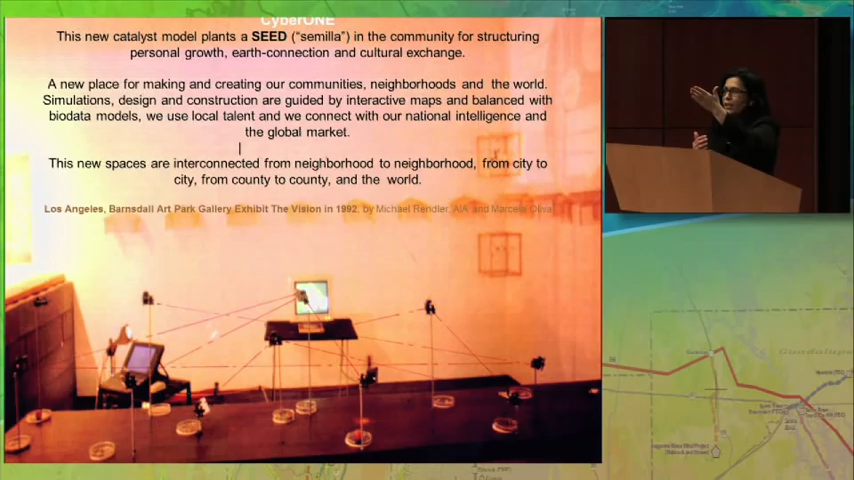 CyberONE
This new catalyst model plants a SEED (“semilla”) in the community for structuring
personal growth, earth-connection and cultural exchange.
A new place for making and creating our communities, neighborhoods and the world.
Simulations, design and construction are guided by interactive maps and balanced with
biodata models, we use local talent and we connect with our national intelligence and
the global market.
This new spaces are interconnected from neighborhood to neighborhood, from city to
city, from county to county, and the world.
Los Angeles, Barnsdall Art Park Gallery Exhibit The Vision in 1992, by Michael Rendler, AIA and Marcela Oliva